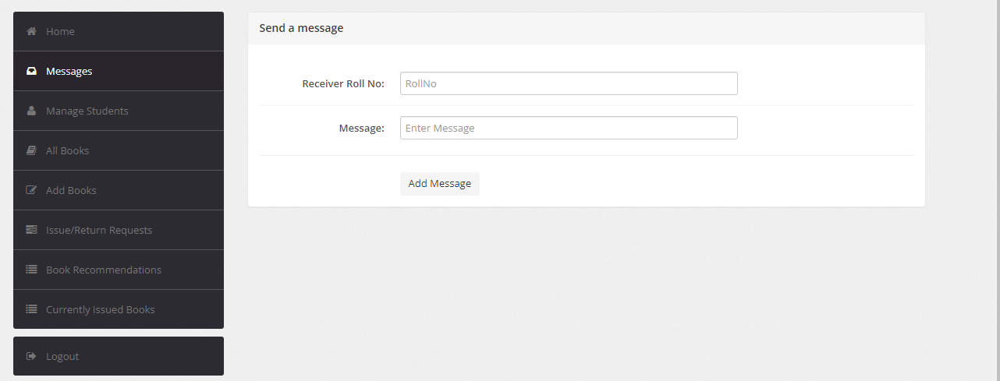 Home
Messages
Manage Students
All Books
Add Books
Issue/Return Requests
Book Recommendations
Currently Issued Books
Logout
Send a message
Receiver Roll No: RollNo
Message: Enter Message
Add Message